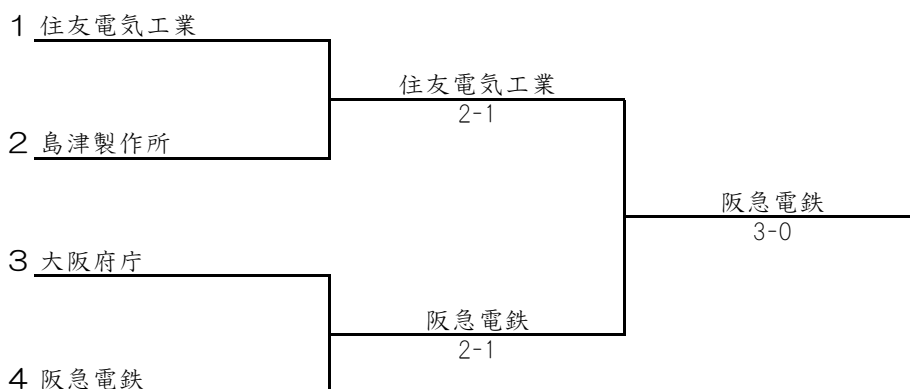 1 住友電気工業
住友電気工業
2-1
2 島津製作所
阪急電鉄
3-0
3 大阪府庁
阪急電鉄
2-1
4 阪急電鉄